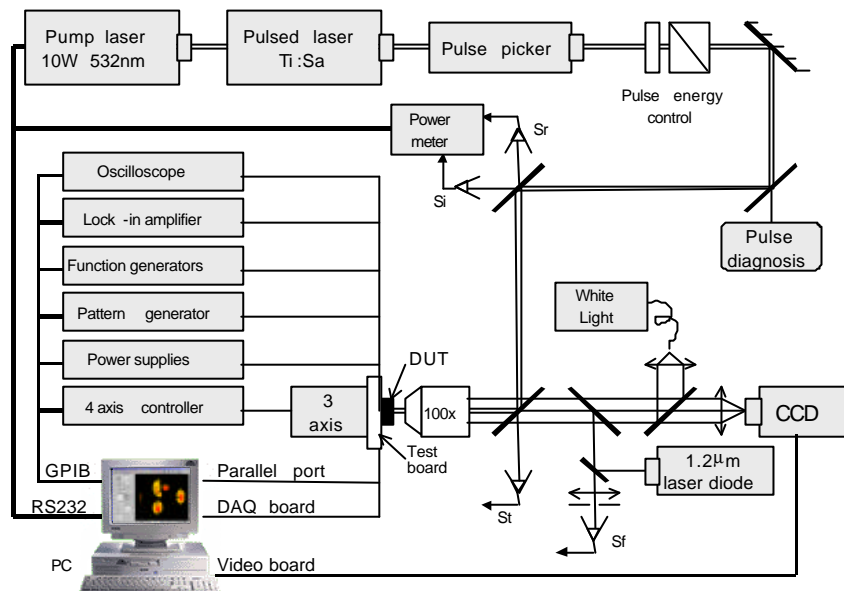 Pump laser
10W 532nm
Pulsed laser
Ti :Sa
Pulse picker
Pulse energy
control
Power
meter
Sr
Si
Oscilloscope
Lock -in amplifier
Function generators
Pattern generator
Power supplies
4 axis controller
Pulse
diagnosis
White
Light
DUT
3
axis
100x
CCD
Test
board
1.2µm
laser diode
GPIB
Parallel port
RS232
DAQ board
St
Sf
PC
Video board